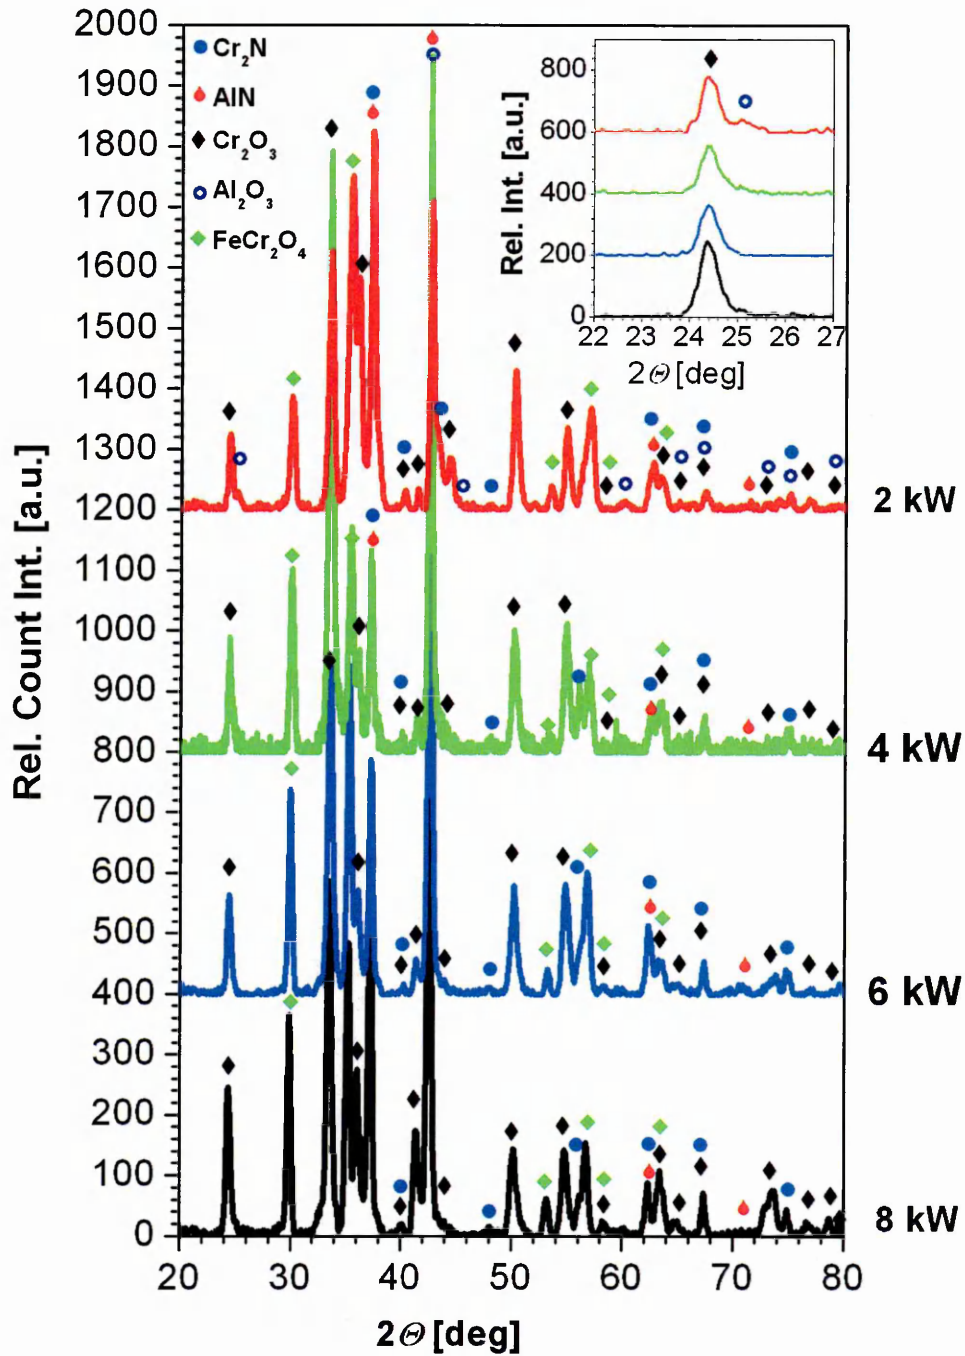 Cr₂N
AlN
Cr₂O₃
Al₂O₃
FeCr₂O₄
Rel. Count Int. [a.u.]
2000
1900
1800
1700
1600
1500
1400
1300
1200
1100
1000
900
800
700
600
500
400
300
200
100
0
20 30 40 50 60 70 80
2Θ [deg]
2 kW
4 kW
6 kW
8 kW
Rel. Int. [a.u.]
800
600
400
200
0
22 23 24 25 26 27
2Θ [deg]